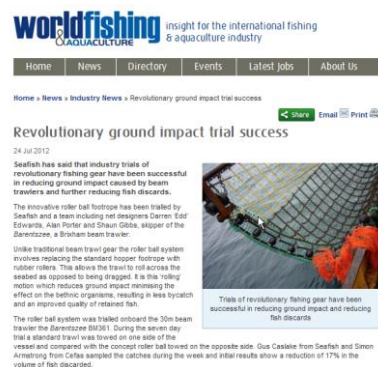 worldfishing
& AQUACULTURE
insight for the international fishing
& aquaculture industry
Home News Directory Events Latest Jobs About Us
Home » News » Industry News » Revolutionary ground impact trial success
Share Email Print
Revolutionary ground impact trial success
24 Jul 2012
Seafish has said that industry trials of
revolutionary fishing gear have been successful
in reducing ground impact caused by beam
trawlers and further reducing fish discards.
The innovative roller ball footrope has been trialled by
Seafish and a team including net designers Darren 'Edd'
Edwards, Alan Porter and Shaun Gibbs, skipper of the
Barentszee, a Brixham beam trawler.
Unlike traditional beam trawl gear the roller ball system
involves replacing the standard hopper footrope with
rubber rollers. This allows the trawl to roll across the
seabed as opposed to being dragged. It is this 'rolling'
motion which reduces ground impact minimising the
effect on the bethnic organisms, resulting in less bycatch
and an improved quality of retained fish.
Trials of revolutionary fishing gear have been
successful in reducing ground impact and reducing
fish discards
The roller ball system was trialled onboard the 30m beam
trawler the Barentszee BM361. During the seven day
trial a standard trawl was towed on one side of the
vessel and compared with the concept roller ball towed on the opposite side. Gus Caslake from Seafish and Simon
Armstrong from Cefas sampled the catches during the week and initial results show a reduction of 17% in the
volume of fish discarded.